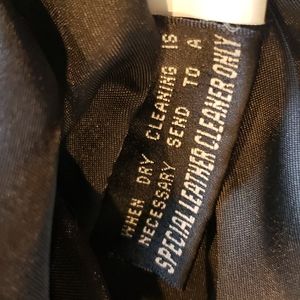 WHEN DRY CLEANING IS
NECESSARY SEND TO A
SPECIAL LEATHER CLEANER ONLY